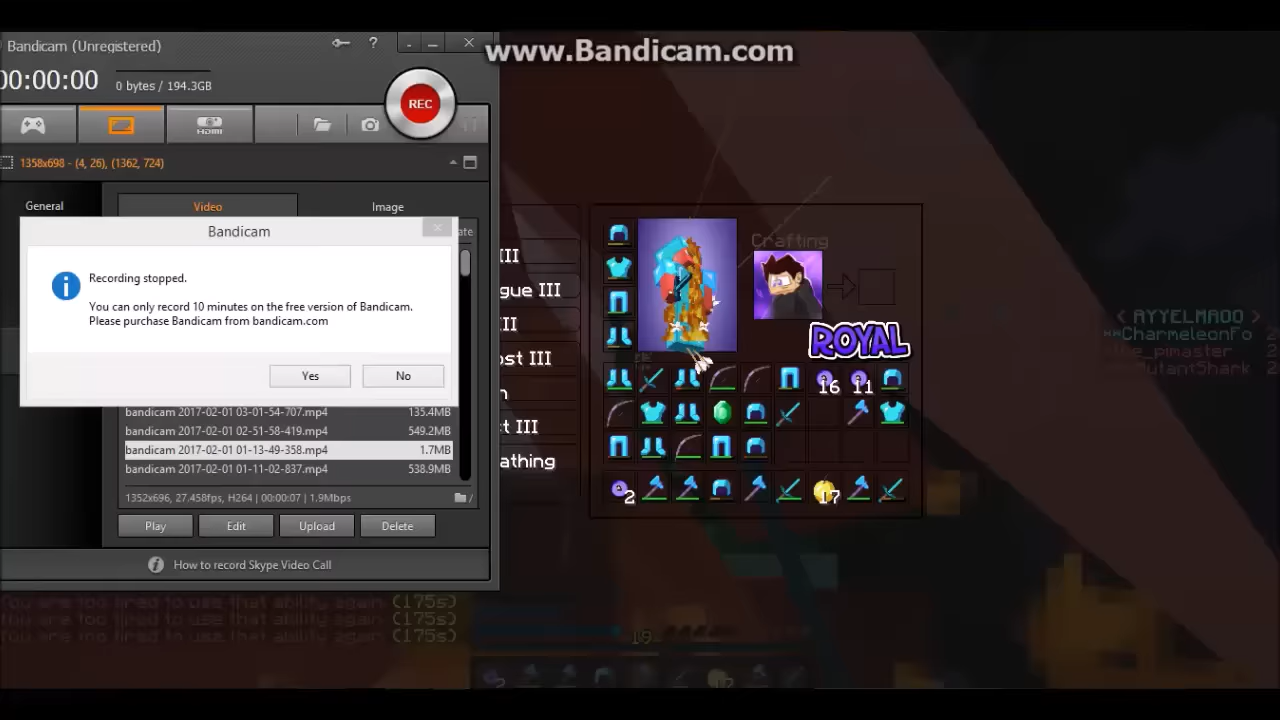 Bandicam (Unregistered)
?
www.Bandicam.com
00:00:00
0 bytes / 194.3GB
REC
HDMI
1358x698 - (4, 26), (1362, 724)
General
Video
Image
Bandicam
ate
Recording stopped.
You can only record 10 minutes on the free version of Bandicam.
Please purchase Bandicam from bandicam.com
Yes
No
bandicam 2017-02-01 03-01-54-707.mp4
135.4MB
bandicam 2017-02-01 02-51-58-419.mp4
549.2MB
bandicam 2017-02-01 01-13-49-358.mp4
1.7MB
bandicam 2017-02-01 01-11-02-837.mp4
538.9MB
1352x696, 27.458fps, H264 | 00:00:07 | 1.9Mbps
/
Play
Edit
Upload
Delete
How to record Skype Video Call
III
gue III
II
ost III
n
t III
athing
Crafting
ROYAL
16
11
2
17
< AYYELMAOO >
**CharmeleonFo 2
the_pimaster 2
MutantShark 2
You are too tired to use that ability again (175s)
You are too tired to use that ability again (175s)
You are too tired to use that ability again (175s)